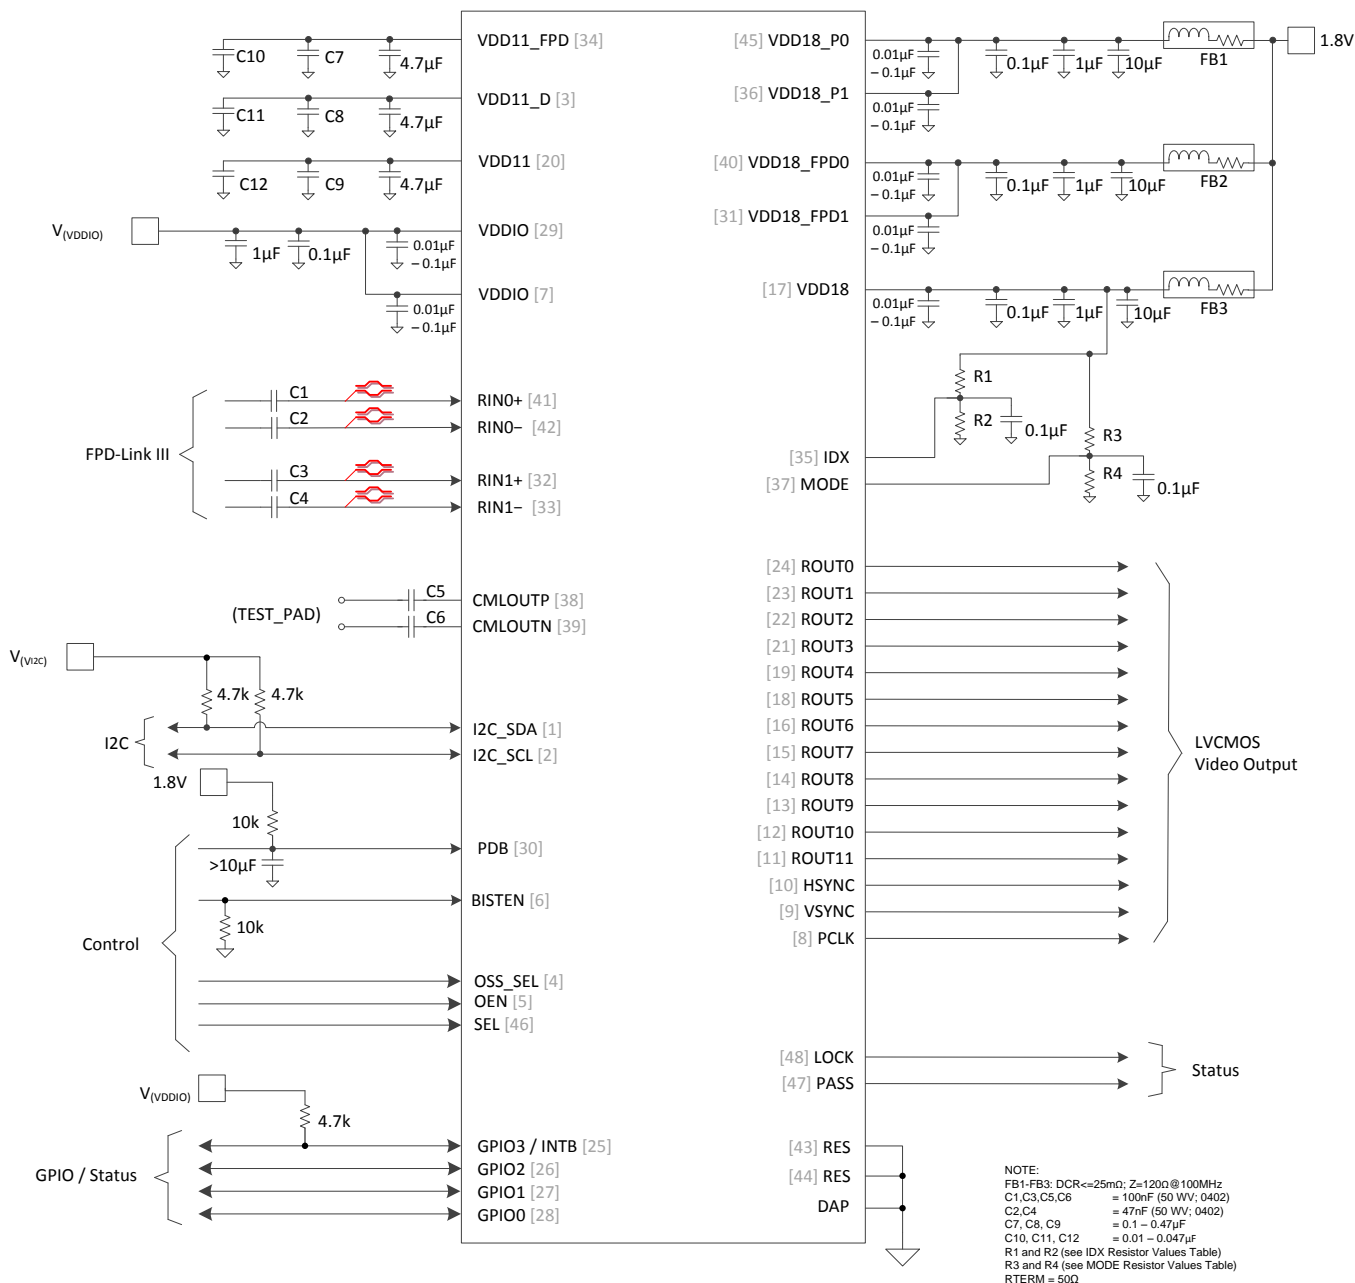 C10
C7
4.7µF
VDD11_FPD [34]
C11
C8
4.7µF
VDD11_D [3]
C12
C9
4.7µF
VDD11 [20]
V(VDDIO)
1µF
0.1µF
0.01µF
– 0.1µF
VDDIO [29]
0.01µF
– 0.1µF
VDDIO [7]
FPD-Link III
C1
RIN0+ [41]
C2
RIN0– [42]
C3
RIN1+ [32]
C4
RIN1– [33]
(TEST_PAD)
C5
CMLOUTP [38]
C6
CMLOUTN [39]
V(VI2C)
4.7k
4.7k
I2C
I2C_SDA [1]
I2C_SCL [2]
1.8V
10k
PDB [30]
>10µF
BISTEN [6]
10k
Control
OSS_SEL [4]
OEN [5]
SEL [46]
V(VDDIO)
4.7k
GPIO / Status
GPIO3 / INTB [25]
GPIO2 [26]
GPIO1 [27]
GPIO0 [28]
[45] VDD18_P0
0.01µF
– 0.1µF
0.1µF
1µF
10µF
FB1
1.8V
[36] VDD18_P1
0.01µF
– 0.1µF
[40] VDD18_FPD0
0.01µF
– 0.1µF
0.1µF
1µF
10µF
FB2
[31] VDD18_FPD1
0.01µF
– 0.1µF
[17] VDD18
0.01µF
– 0.1µF
0.1µF
1µF
10µF
FB3
R1
R2
0.1µF
R3
R4
0.1µF
[35] IDX
[37] MODE
[24] ROUT0
[23] ROUT1
[22] ROUT2
[21] ROUT3
[19] ROUT4
[18] ROUT5
[16] ROUT6
[15] ROUT7
[14] ROUT8
[13] ROUT9
[12] ROUT10
[11] ROUT11
[10] HSYNC
[9] VSYNC
[8] PCLK
LVCMOS
Video Output
[48] LOCK
[47] PASS
Status
[43] RES
[44] RES
DAP
NOTE:
FB1-FB3: DCR<=25mΩ; Z=120Ω@100MHz
C1,C3,C5,C6 = 100nF (50 WV; 0402)
C2,C4 = 47nF (50 WV; 0402)
C7, C8, C9 = 0.1 – 0.47µF
C10, C11, C12 = 0.01 – 0.047µF
R1 and R2 (see IDX Resistor Values Table)
R3 and R4 (see MODE Resistor Values Table)
RTERM = 50Ω